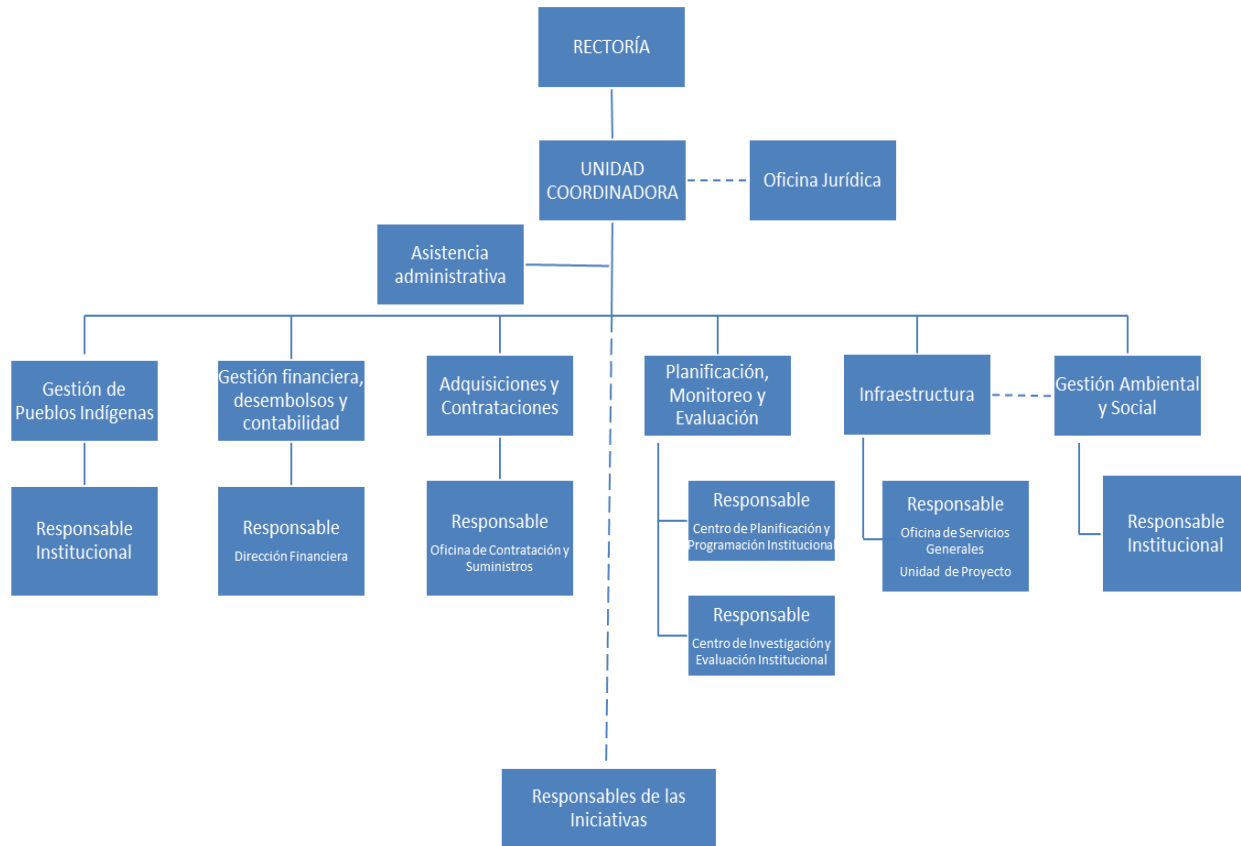 RECTORÍA
UNIDAD
COORDINADORA
Oficina Jurídica
Asistencia
administrativa
Gestión de
Pueblos Indígenas
Gestión financiera,
desembolsos y
contabilidad
Adquisiciones y
Contrataciones
Planificación,
Monitoreo y
Evaluación
Infraestructura
Gestión Ambiental
y Social
Responsable
Institucional
Responsable
Dirección Financiera
Responsable
Oficina de Contratación y
Suministros
Responsable
Centro de Planificación y
Programación Institucional
Responsable
Centro de Investigación y
Evaluación Institucional
Responsable
Oficina de Servicios
Generales
Unidad de Proyecto
Responsable
Institucional
Responsables de las
Iniciativas